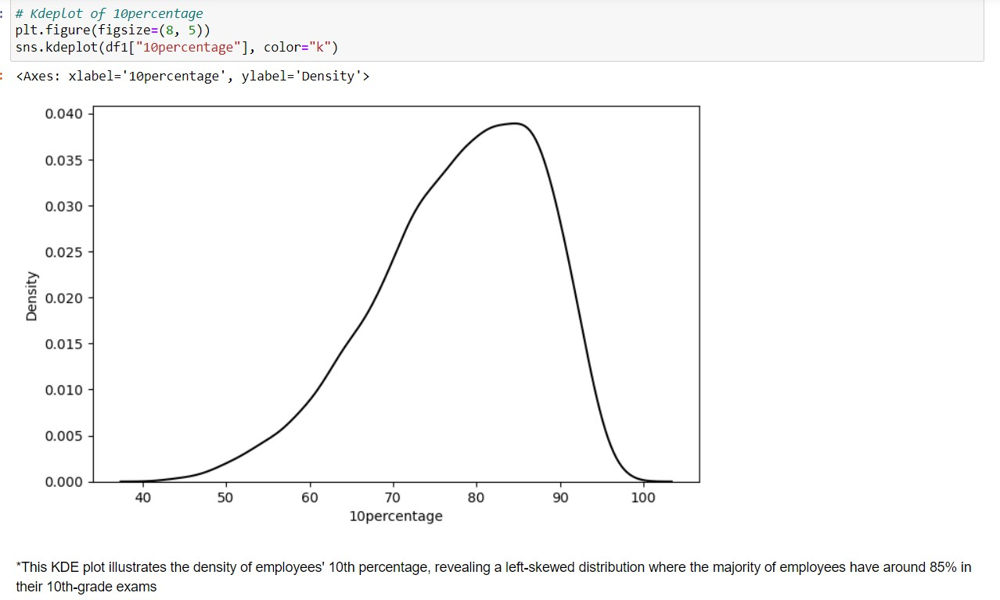 : # Kdeplot of 10percentage
plt.figure(figsize=(8, 5))
sns.kdeplot(df1["10percentage"], color="k")
: <Axes: xlabel='10percentage', ylabel='Density'>
0.040
0.035
0.030
0.025
0.020
0.015
0.010
0.005
0.000
Density
40 50 60 70 80 90 100
10percentage
*This KDE plot illustrates the density of employees' 10th percentage, revealing a left-skewed distribution where the majority of employees have around 85% in
their 10th-grade exams